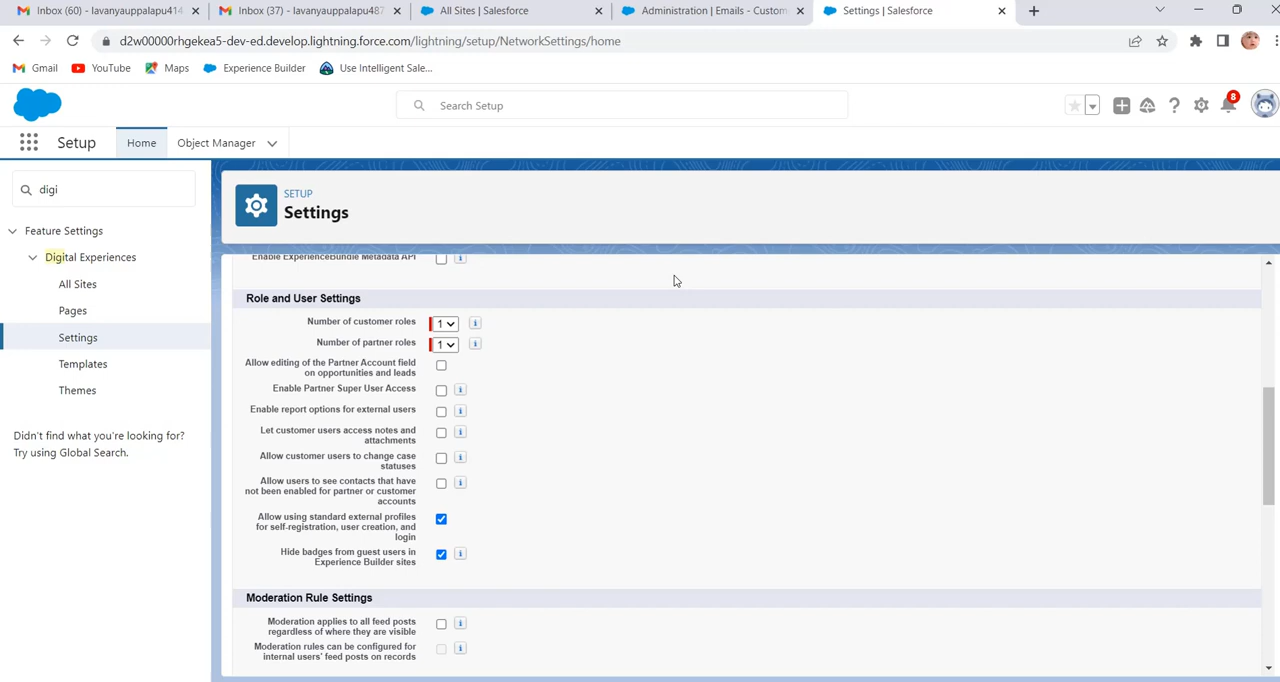 Inbox (60) - lavanyauppalapu414
Inbox (37) - lavanyauppalapu487
All Sites | Salesforce
Administration | Emails - Custom
Settings | Salesforce
d2w00000rhgekea5-dev-ed.develop.lightning.force.com/lightning/setup/NetworkSettings/home
Gmail
YouTube
Maps
Experience Builder
Use Intelligent Sale...
Search Setup
8
Setup
Home
Object Manager
digi
SETUP
Settings
Feature Settings
Digital Experiences
All Sites
Pages
Settings
Templates
Themes
Didn't find what you're looking for?
Try using Global Search.
Enable ExperienceBundle Metadata API
Role and User Settings
Number of customer roles
1
Number of partner roles
1
Allow editing of the Partner Account field
on opportunities and leads
Enable Partner Super User Access
Enable report options for external users
Let customer users access notes and
attachments
Allow customer users to change case
statuses
Allow users to see contacts that have
not been enabled for partner or customer
accounts
Allow using standard external profiles
for self-registration, user creation, and
login
Hide badges from guest users in
Experience Builder sites
Moderation Rule Settings
Moderation applies to all feed posts
regardless of where they are visible
Moderation rules can be configured for
internal users' feed posts on records